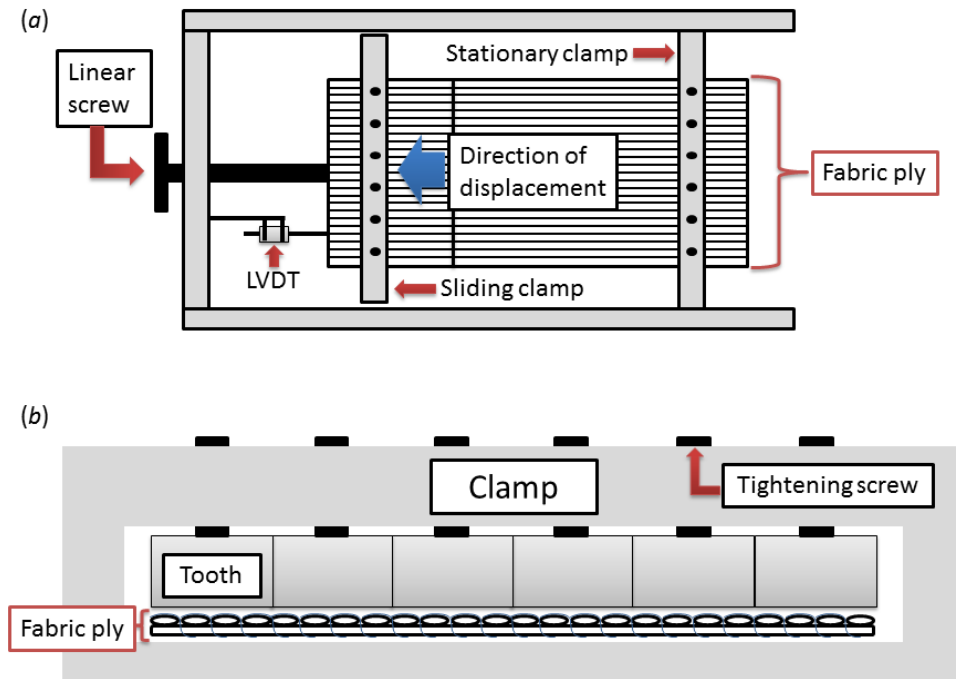 (a)
Stationary clamp
Linear
screw
Direction of
displacement
Fabric ply
LVDT
Sliding clamp
(b)
Clamp
Tightening screw
Tooth
Fabric ply